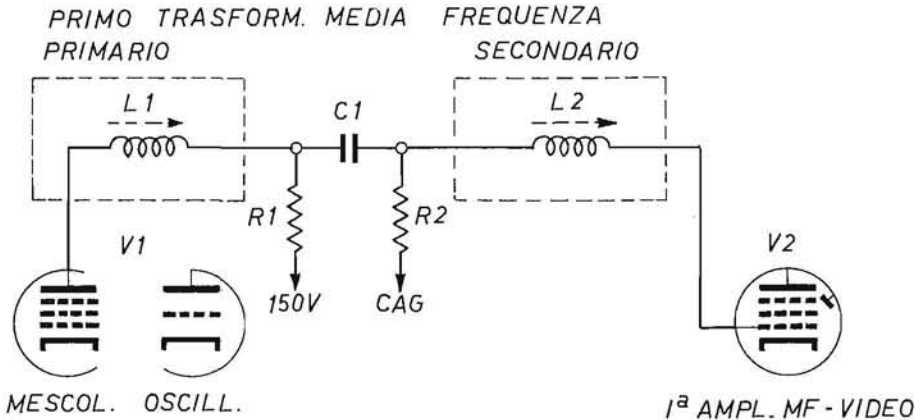 PRIMO TRASFORM. MEDIA FREQUENZA
PRIMARIO
SECONDARIO
L1
C1
L2
R1
R2
V1
V2
150V
CAG
MESCOL.
OSCILL.
1ª AMPL. MF-VIDEO